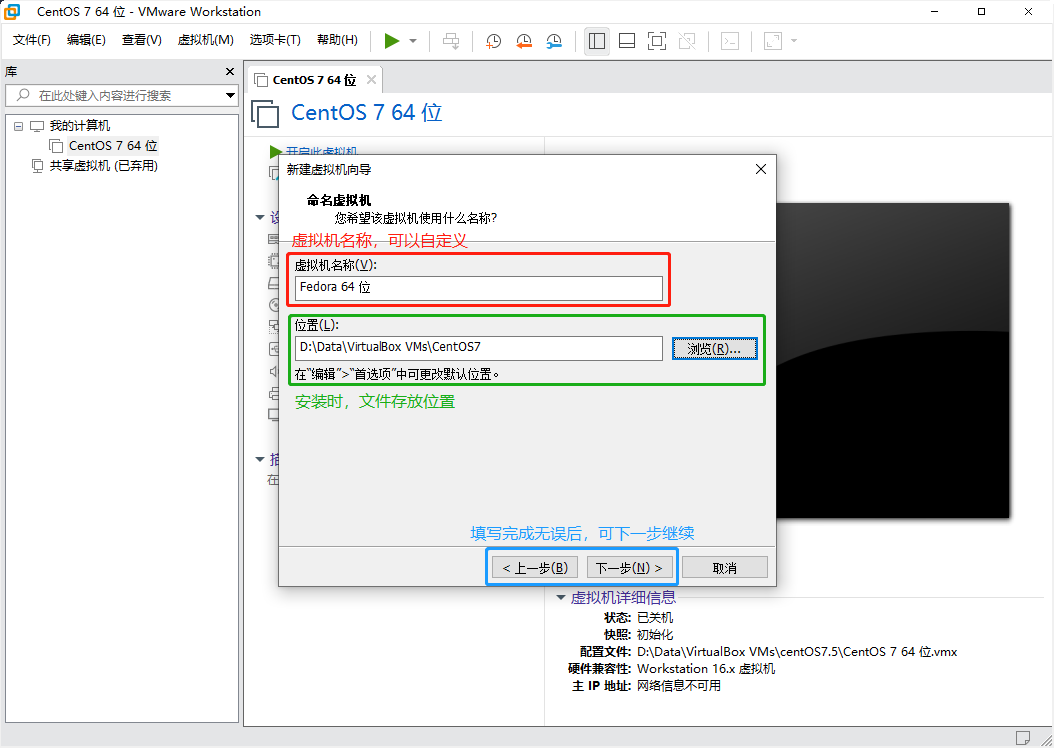 CentOS 7 64 位 - VMware Workstation
文件(F) 编辑(E) 查看(V) 虚拟机(M) 选项卡(T) 帮助(H)
库
在此处键入内容进行搜索
我的计算机
CentOS 7 64 位
共享虚拟机 (已弃用)
CentOS 7 64 位
CentOS 7 64 位
开启此虚拟机
新建虚拟机向导
命名虚拟机
您希望该虚拟机使用什么名称?
虚拟机名称，可以自定义
虚拟机名称(V):
Fedora 64 位
位置(L):
D:\Data\VirtualBox VMs\CentOS7
浏览(R)...
在“编辑”>“首选项”中可更改默认位置。
安装时，文件存放位置
填写完成无误后，可下一步继续
< 上一步(B) 下一步(N) > 取消
虚拟机详细信息
状态: 已关机
快照: 初始化
配置文件: D:\Data\VirtualBox VMs\centOS7.5\CentOS 7 64 位.vmx
硬件兼容性: Workstation 16.x 虚拟机
主 IP 地址: 网络信息不可用